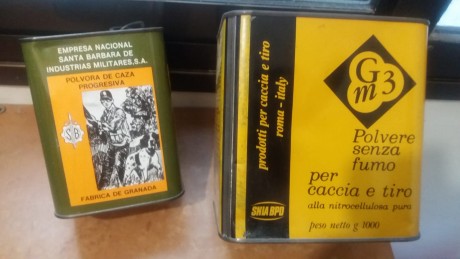 EMPRESA NACIONAL
SANTA BARBARA DE
INDUSTRIAS MILITARES.S.A.
POLVORA DE CAZA
PROGRESIVA
SB
FABRICA DE GRANADA
prodotti per caccia e tiro
roma - italy
SNIA BPD
Gm3
Polvere
senza
fumo
per
caccia e tiro
alla nitrocellulosa pura
peso netto g.1000